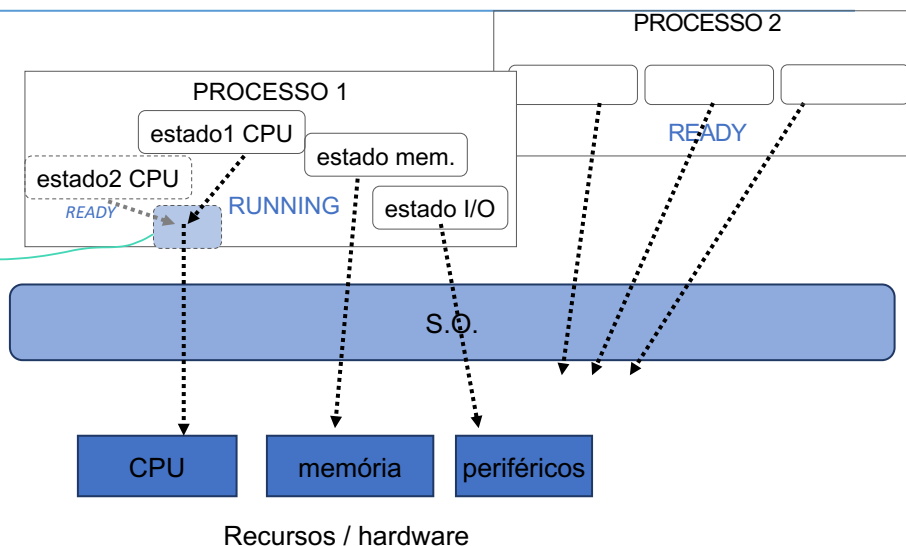 PROCESSO 2
PROCESSO 1
estado1 CPU
READY
estado mem.
estado2 CPU
READY
RUNNING
estado I/O
S.O.
CPU
memória
periféricos
Recursos / hardware